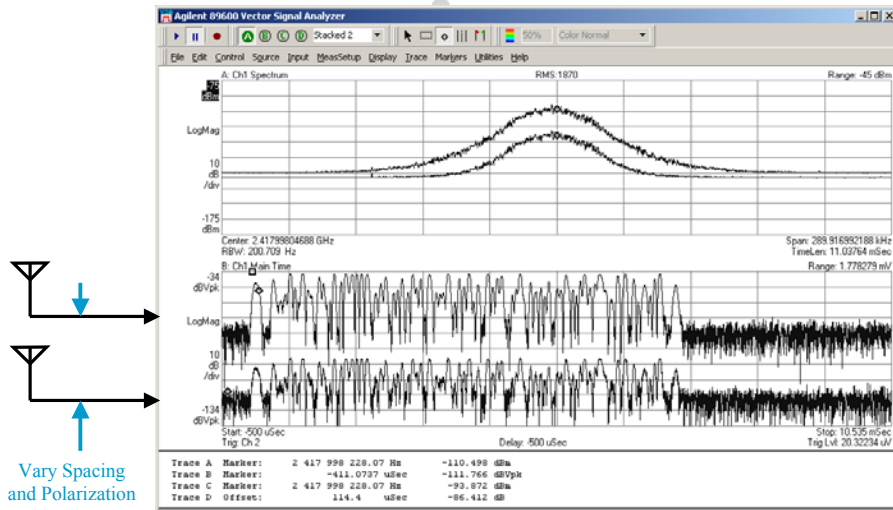 Agilent 89600 Vector Signal Analyzer
A B C D Stacked 2 50% Color Normal
File Edit Control Source Input MeasSetup Display Trace Markers Utilities Help
A: Ch1 Spectrum RMS:1870 Range: -45 dBm
-75
dBm
LogMag
10
dB
/div
-175
dBm
Center: 2.41799804688 GHz Span: 289.916992188 kHz
RBW: 200.709 Hz TimeLen: 11.03764 mSec
B: Ch1 Main Time Range: 1.778279 mV
-34
dBVpk
LogMag
10
dB
/div
-134
dBVpk
Start: -500 uSec Stop: 10.535 mSec
Trig: Ch 2 Delay: -500 uSec Trig Lvl: 20.32234 uV
Trace A Marker: 2 417 998 228.07 Hz -110.498 dBm
Trace B Marker: -411.0737 uSec -111.766 dBVpk
Trace C Marker: 2 417 998 228.07 Hz -93.872 dBm
Trace D Offset: 114.4 uSec -86.412 dB
Vary Spacing
and Polarization